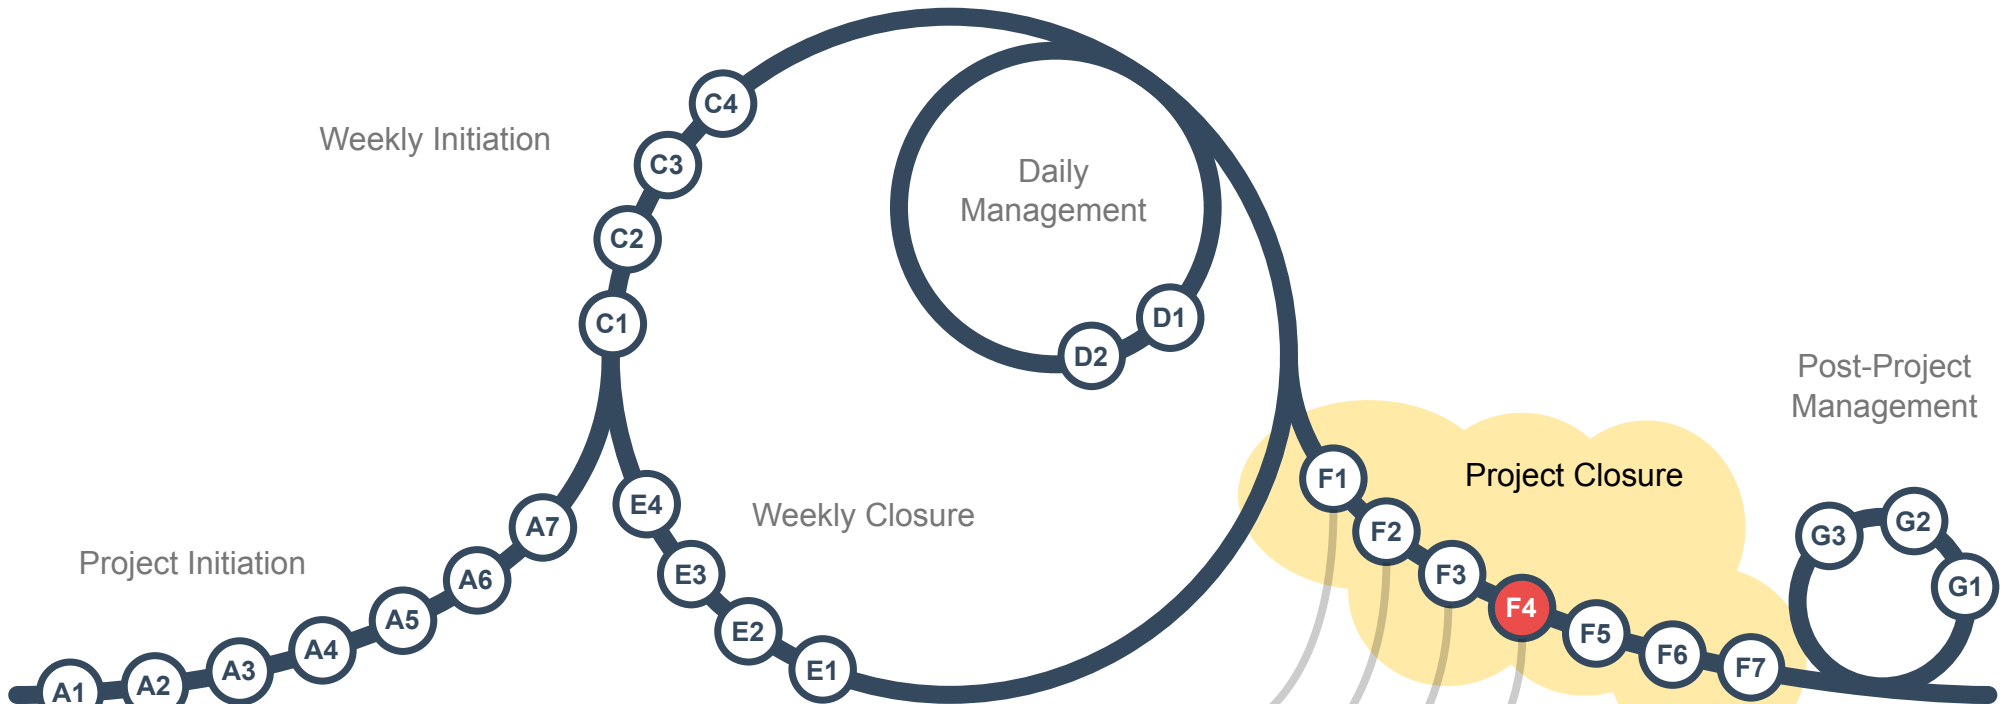 C4
Weekly Initiation
C3
Daily
Management
C2
C1
D1
D2
Post-Project
Management
F1
Project Closure
E4
Weekly Closure
A7
F2
G3
G2
Project Initiation
A6
E3
F3
G1
A5
F4
A4
E2
F5
A3
E1
F6
F7
A2
A1